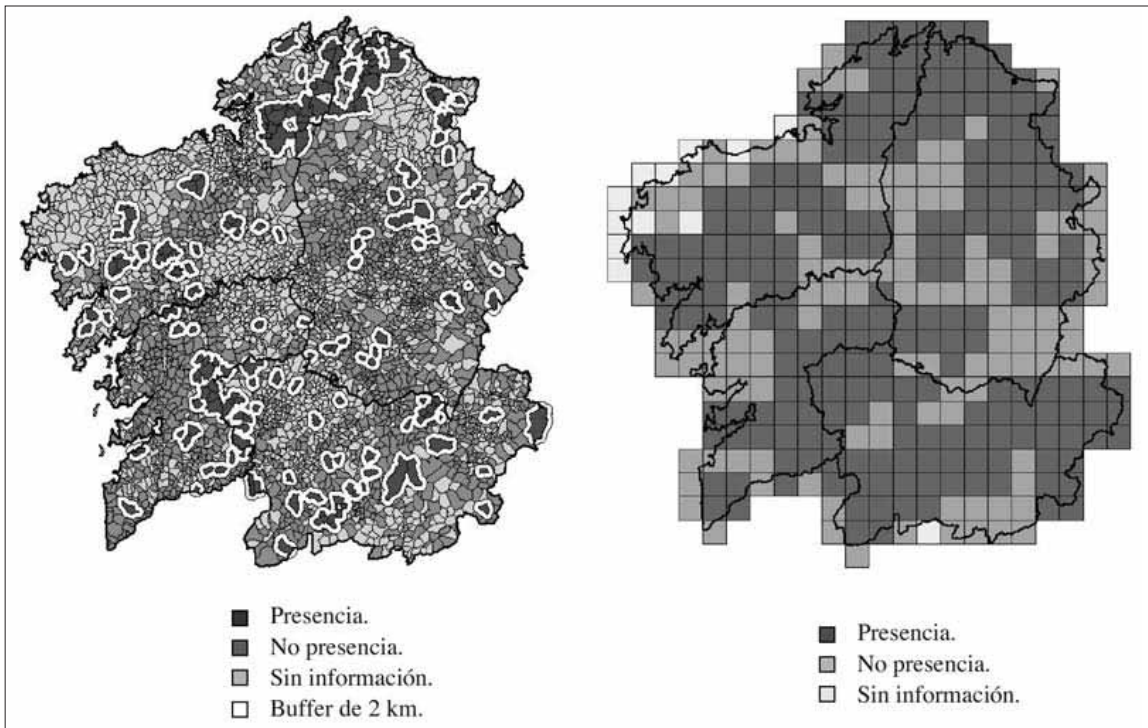 Presencia.
No presencia.
Sin información.
Buffer de 2 km.
Presencia.
No presencia.
Sin información.